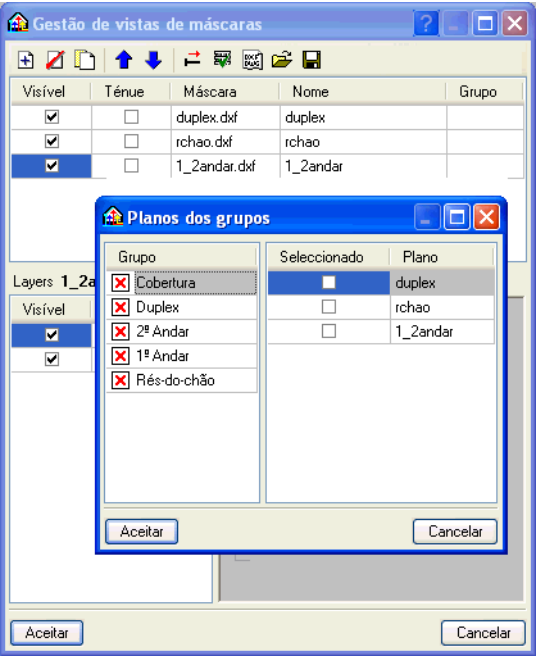 Gestão de vistas de máscaras
Visível Ténue Máscara Nome Grupo
duplex.dxf duplex
rchao.dxf rchao
1_2andar.dxf 1_2andar
Planos dos grupos
Grupo Seleccionado Plano
Cobertura duplex
Duplex rchao
2º Andar 1_2andar
1º Andar
Rés-do-chão
Aceitar Cancelar
Layers 1_2a
Visível
Aceitar Cancelar